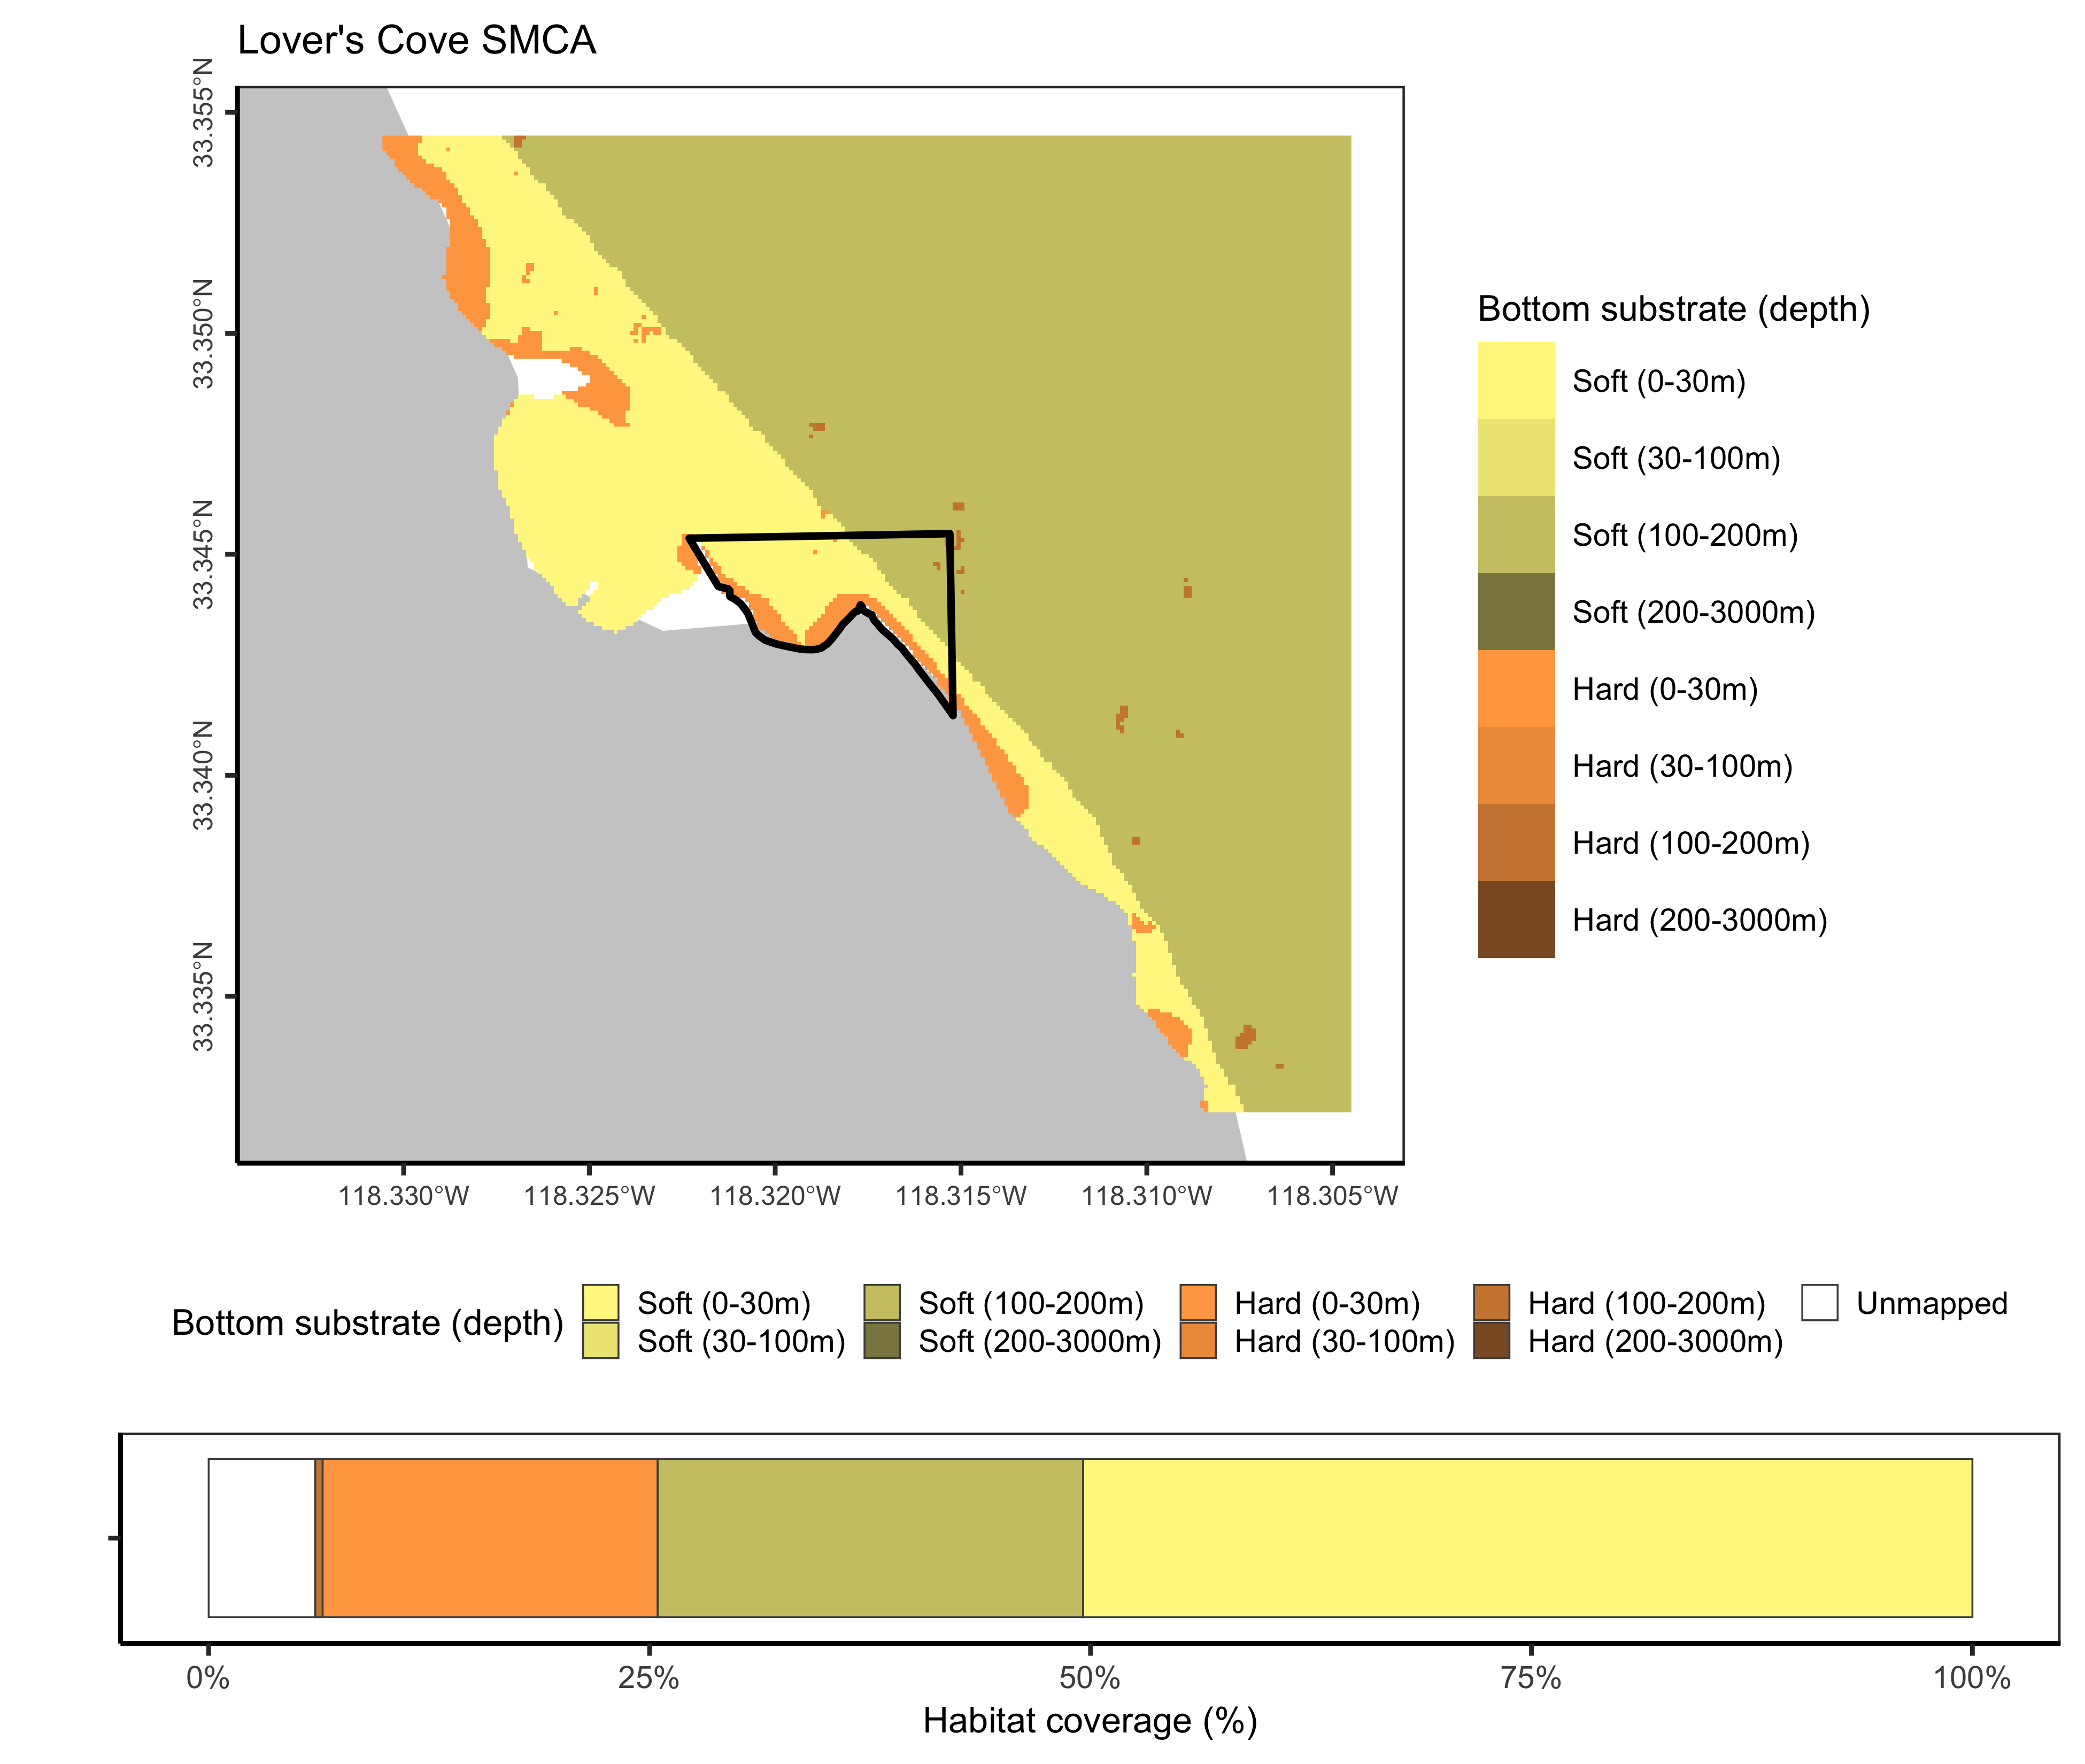 Lover's Cove SMCA
33.355°N
33.350°N
33.345°N
33.340°N
33.335°N
118.330°W 118.325°W 118.320°W 118.315°W 118.310°W 118.305°W
Bottom substrate (depth)
Soft (0-30m)
Soft (30-100m)
Soft (100-200m)
Soft (200-3000m)
Hard (0-30m)
Hard (30-100m)
Hard (100-200m)
Hard (200-3000m)
Bottom substrate (depth)
Soft (0-30m) Soft (100-200m) Hard (0-30m) Hard (100-200m) Unmapped
Soft (30-100m) Soft (200-3000m) Hard (30-100m) Hard (200-3000m)
0% 25% 50% 75% 100%
Habitat coverage (%)